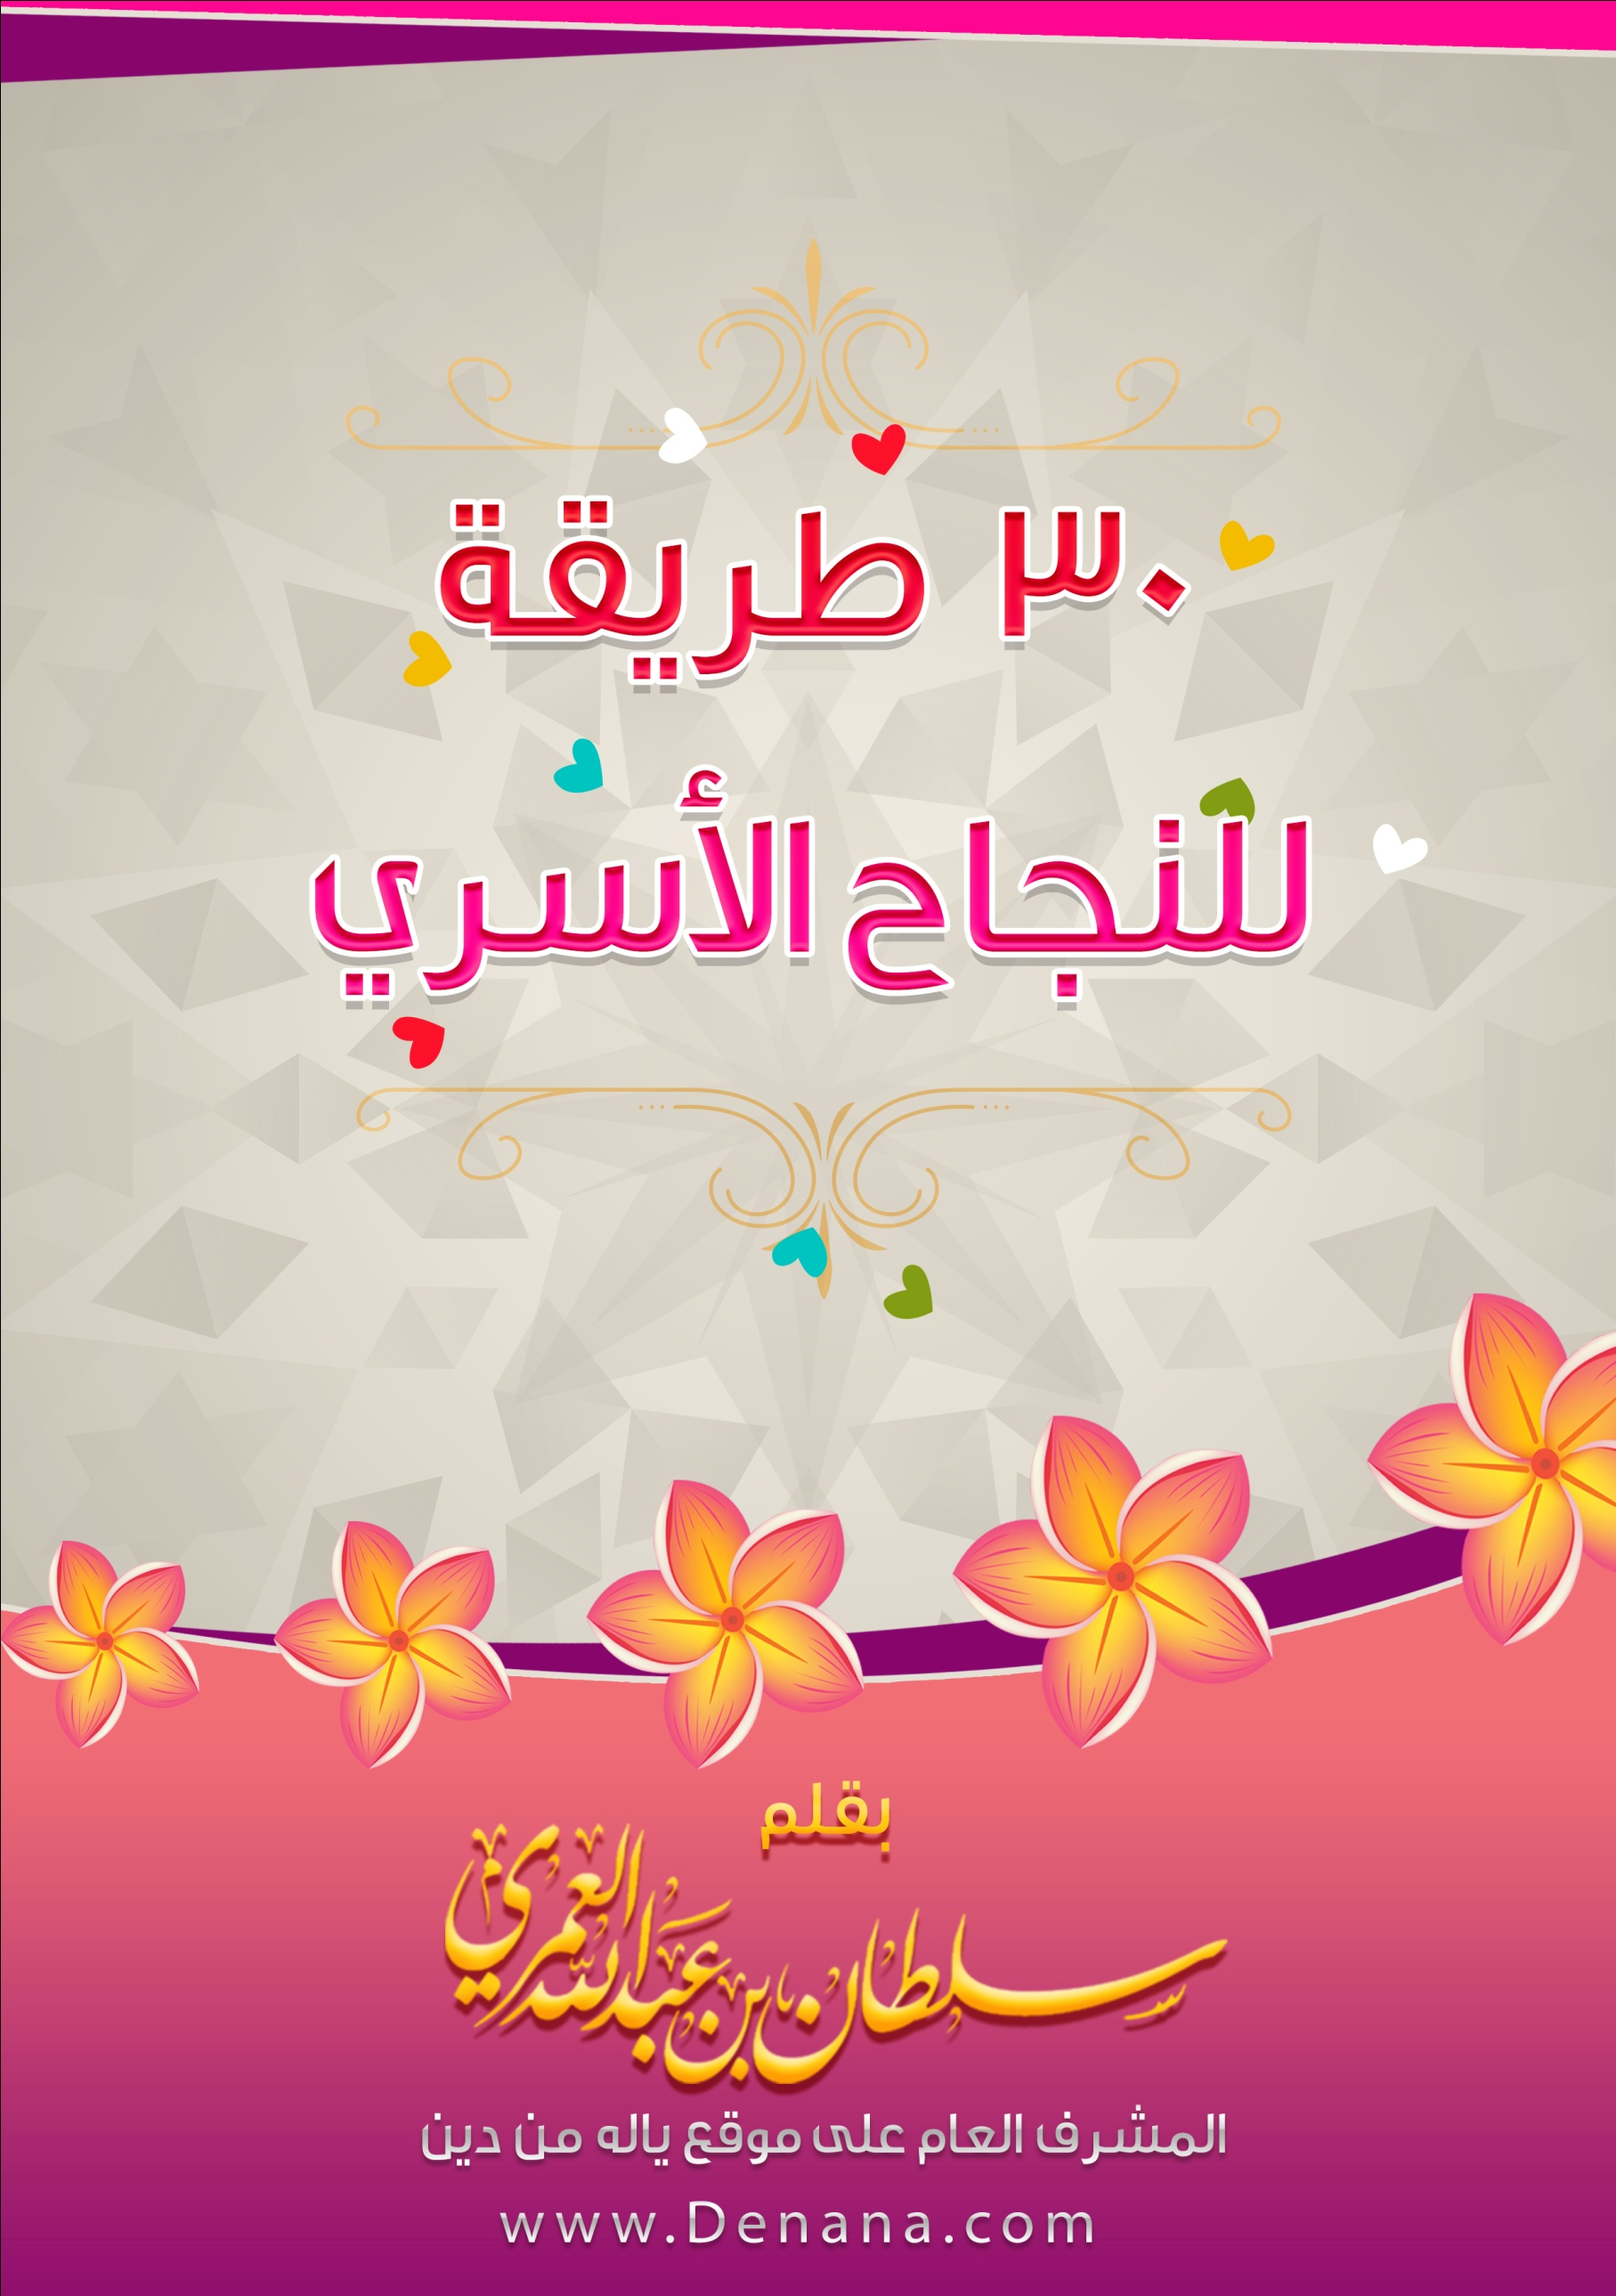 ٣٠ طريقة
للنجاح الأسري
بقلم
سلطان بن عبدالله العمري
المشرف العام على موقع ياله من دين
www.Denana.com